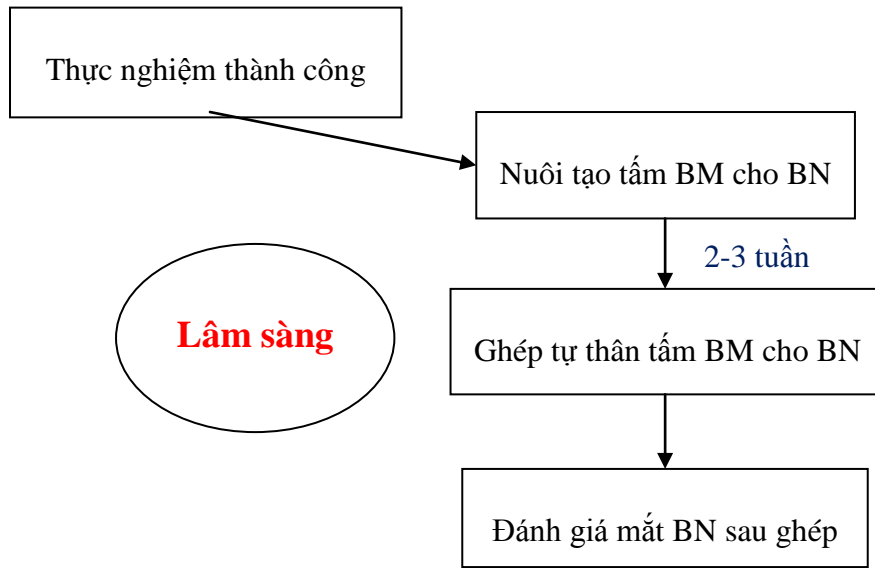 Thực nghiệm thành công
Nuôi tạo tấm BM cho BN
2-3 tuần
Lâm sàng
Ghép tự thân tấm BM cho BN
Đánh giá mắt BN sau ghép